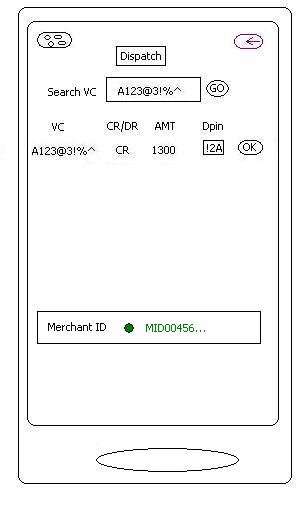 Dispatch
Search VC A123@3!%^ GO
VC CR/DR AMT Dpin
A123@3!%^ CR 1300 !2A OK
Merchant ID MID00456...